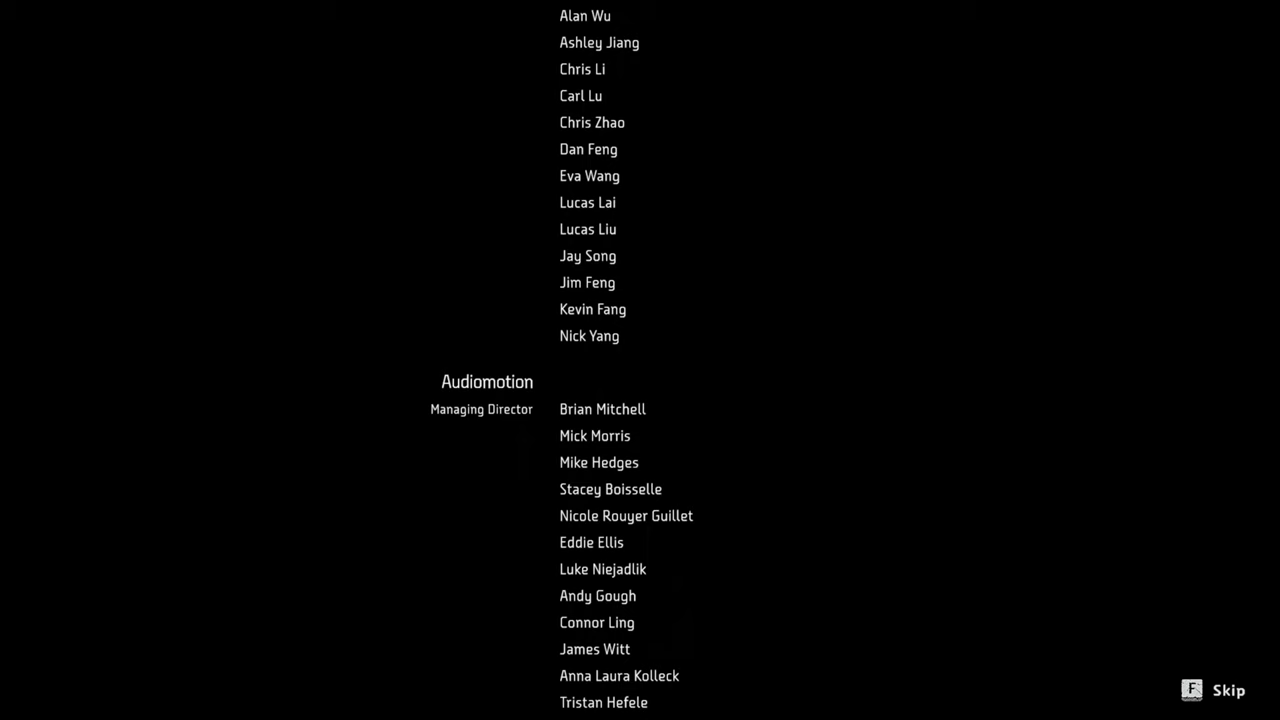 Alan Wu
Ashley Jiang
Chris Li
Carl Lu
Chris Zhao
Dan Feng
Eva Wang
Lucas Lai
Lucas Liu
Jay Song
Jim Feng
Kevin Fang
Nick Yang
Audiomotion
Managing Director Brian Mitchell
Mick Morris
Mike Hedges
Stacey Boisselle
Nicole Rouyer Guillet
Eddie Ellis
Luke Niejadlik
Andy Gough
Connor Ling
James Witt
Anna Laura Kolleck
Tristan Hefele
F Skip